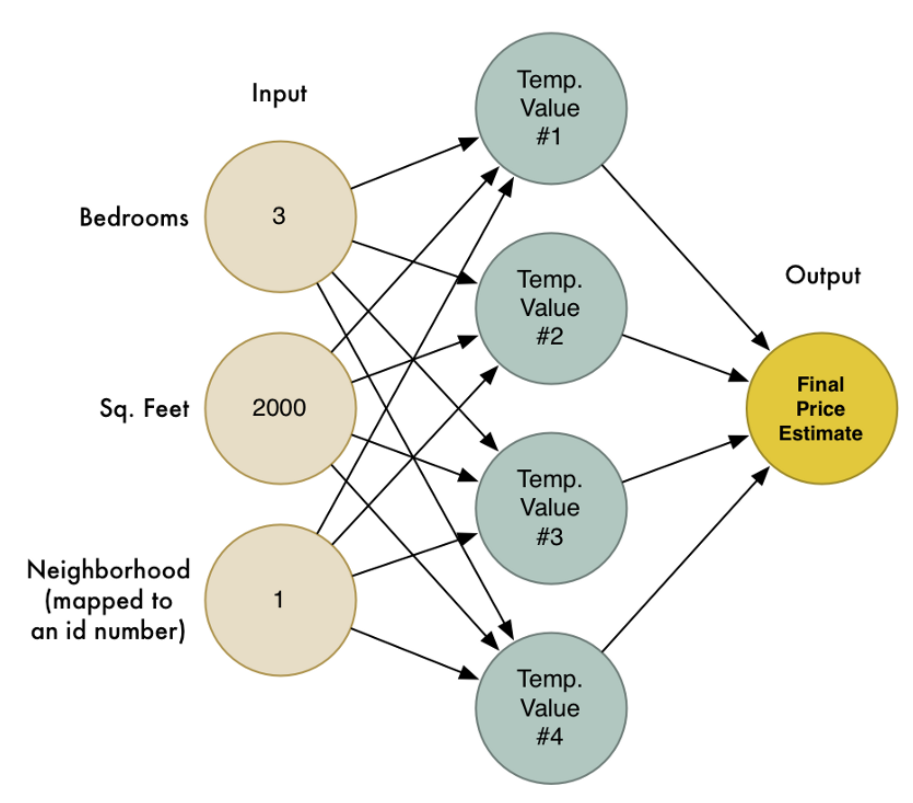 Input
Bedrooms
3
Sq. Feet
2000
Neighborhood
(mapped to
an id number)
1
Temp.
Value
#1
Temp.
Value
#2
Temp.
Value
#3
Temp.
Value
#4
Output
Final
Price
Estimate